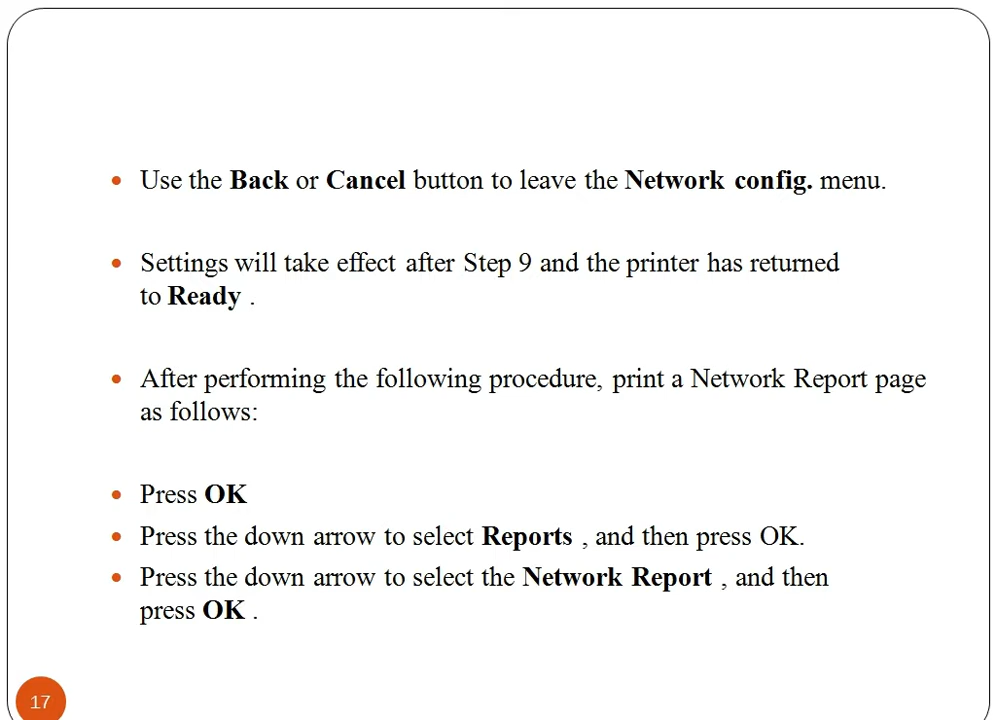 • Use the Back or Cancel button to leave the Network config. menu.
• Settings will take effect after Step 9 and the printer has returned
to Ready .
• After performing the following procedure, print a Network Report page
as follows:
• Press OK
• Press the down arrow to select Reports , and then press OK.
• Press the down arrow to select the Network Report , and then
press OK .
17